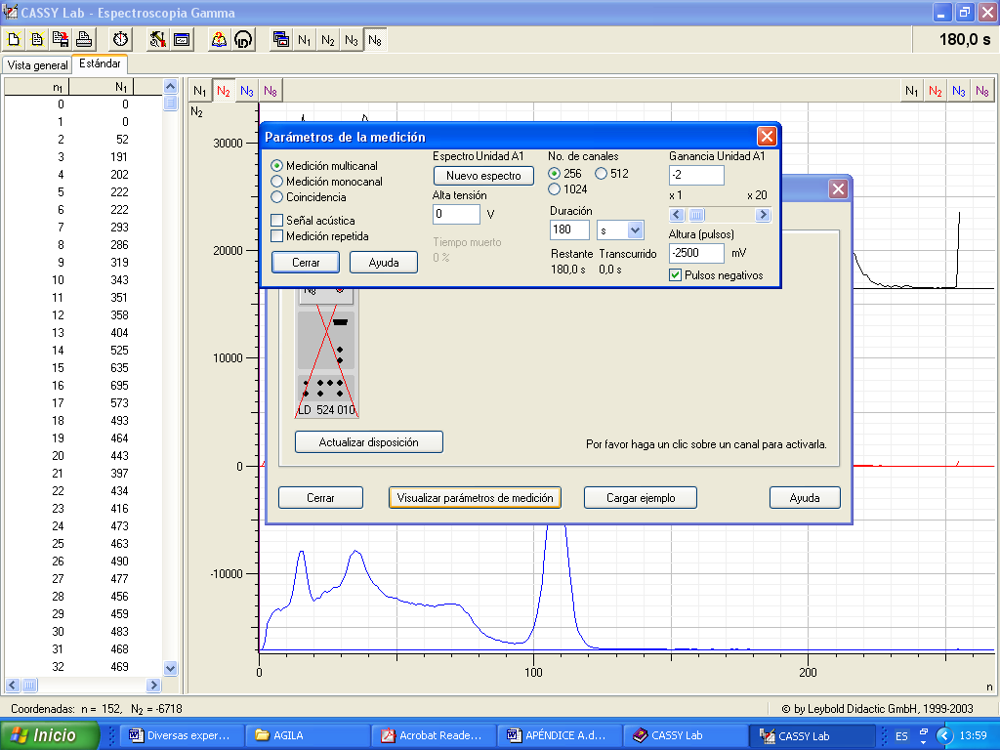 CASSY Lab - Espectroscopia Gamma
N1 N2 N3 N8
180,0 s
Vista general Estándar
n1 N1
0 0
1 0
2 52
3 191
4 202
5 222
6 222
7 293
8 286
9 319
10 343
11 351
12 358
13 404
14 525
15 635
16 695
17 573
18 493
19 464
20 443
21 397
22 434
23 416
24 473
25 463
26 490
27 477
28 456
29 459
30 483
31 468
32 469
N1 N2 N3 N8
N1 N2 N3 N8
N2
30000
20000
10000
0
-10000
0 100 200
n
Parámetros de la medición
Medición multicanal
Medición monocanal
Coincidencia
Señal acústica
Medición repetida
Cerrar Ayuda
Espectro Unidad A1
Nuevo espectro
Alta tensión
0 V
Tiempo muerto
0 %
No. de canales
256 512
1024
Duración
180 s
Restante Transcurrido
180,0 s 0,0 s
Ganancia Unidad A1
-2
x 1 x 20
Altura (pulsos)
-2500 mV
Pulsos negativos
N8
LD 524 010
Actualizar disposición
Por favor haga un clic sobre un canal para activarla.
Cerrar Visualizar parámetros de medición Cargar ejemplo Ayuda
Coordenadas: n = 152, N2 = -6718
© by Leybold Didactic GmbH, 1999-2003
Inicio
Diversas exper...
AGILA
Acrobat Reade...
APÉNDICE A.d...
CASSY Lab
CASSY Lab
ES
13:59